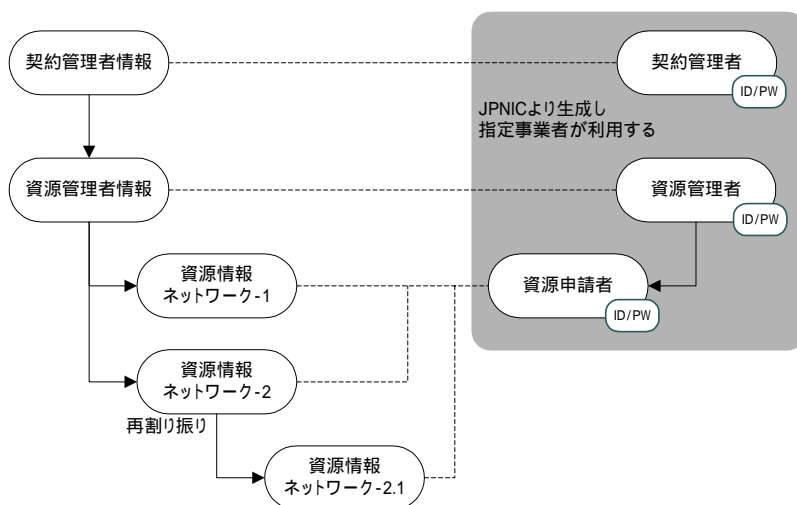 契約管理者情報
契約管理者
ID/PW
JPNICより生成し
指定事業者が利用する
資源管理者情報
資源管理者
ID/PW
資源情報
ネットワーク-1
資源申請者
ID/PW
資源情報
ネットワーク-2
再割り振り
資源情報
ネットワーク-2.1